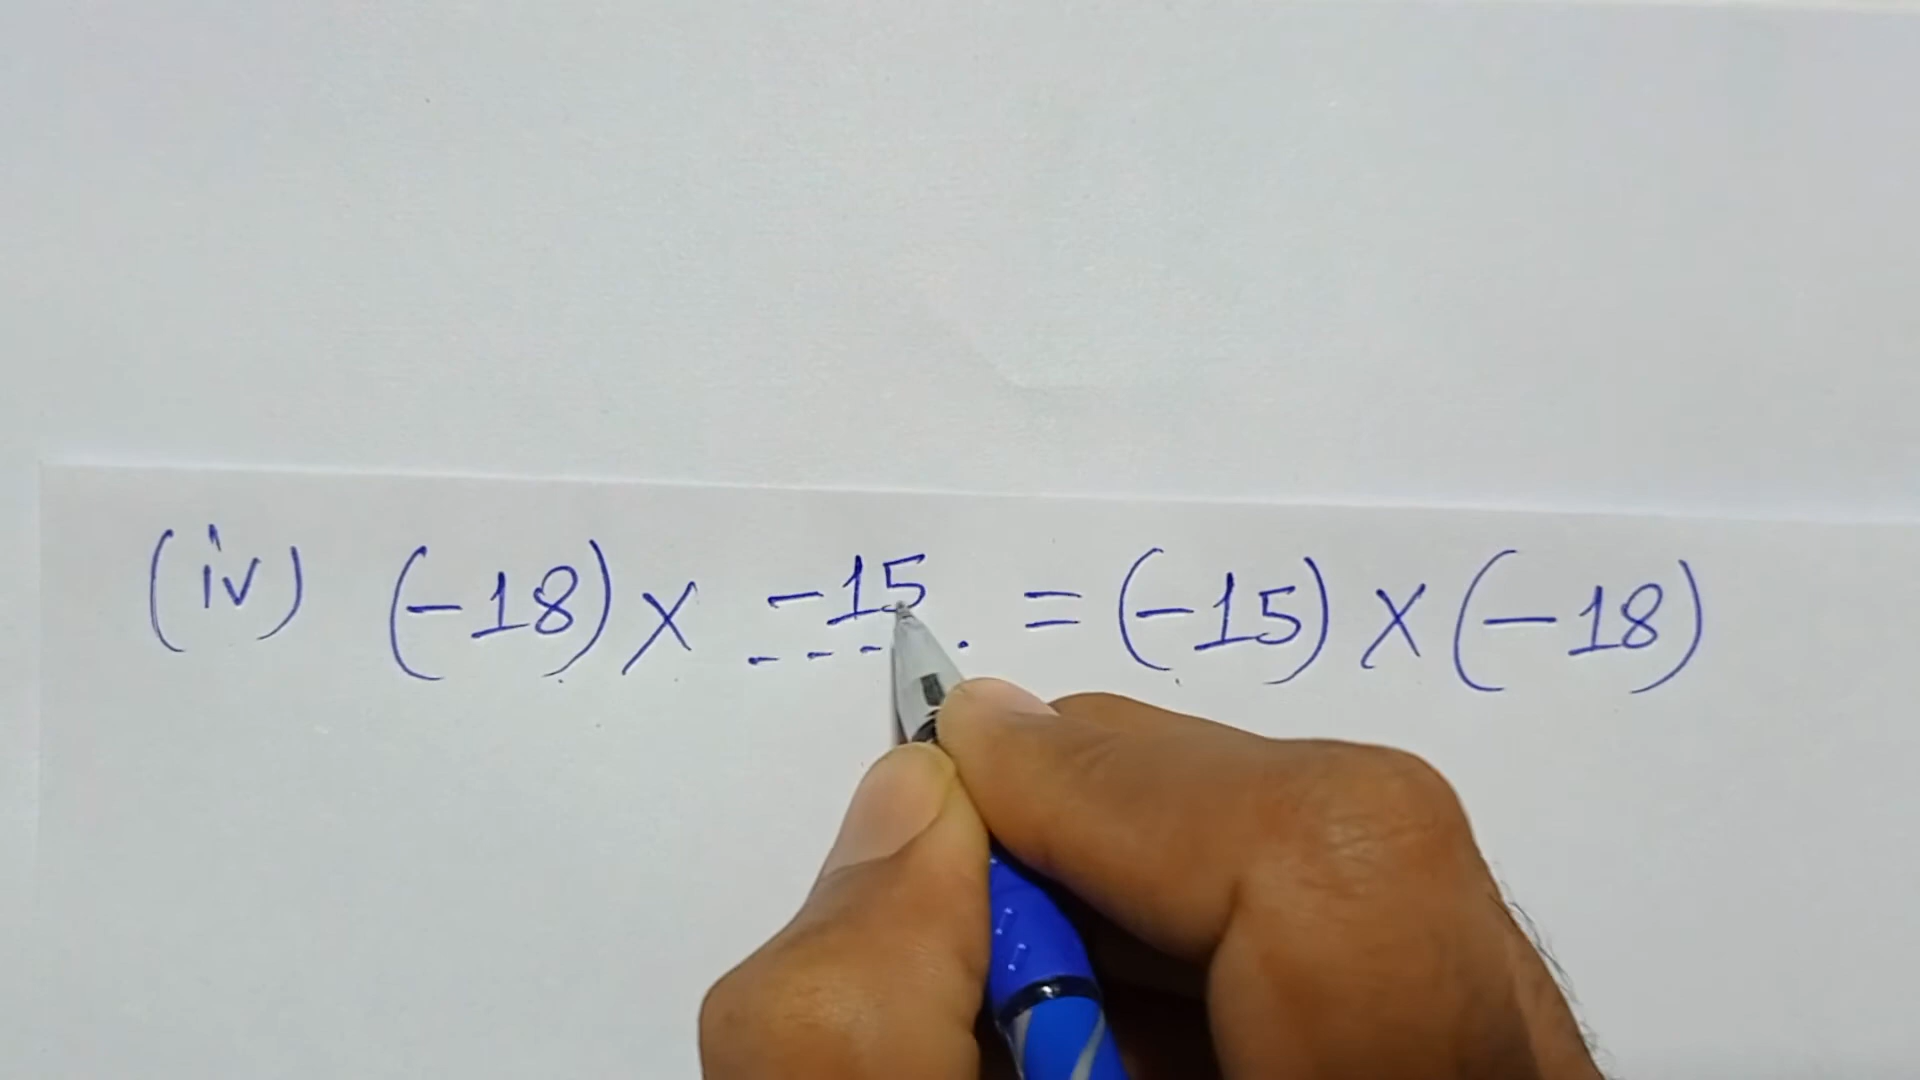 (iv) (-18) × -15 ----. = (-15) × (-18)